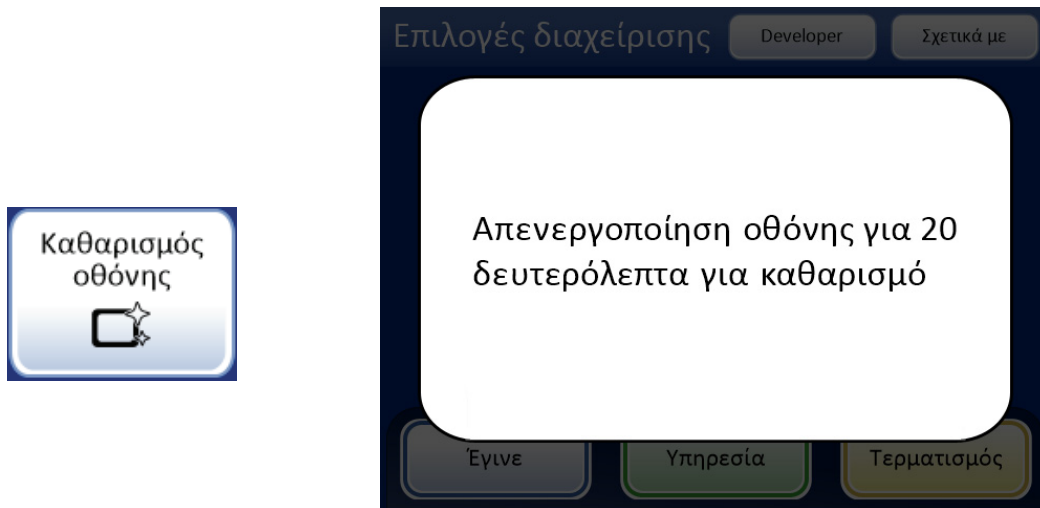 Καθαρισμός
οθόνης
Επιλογές διαχείρισης
Developer
Σχετικά με
Απενεργοποίηση οθόνης για 20
δευτερόλεπτα για καθαρισμό
Έγινε
Υπηρεσία
Τερματισμός